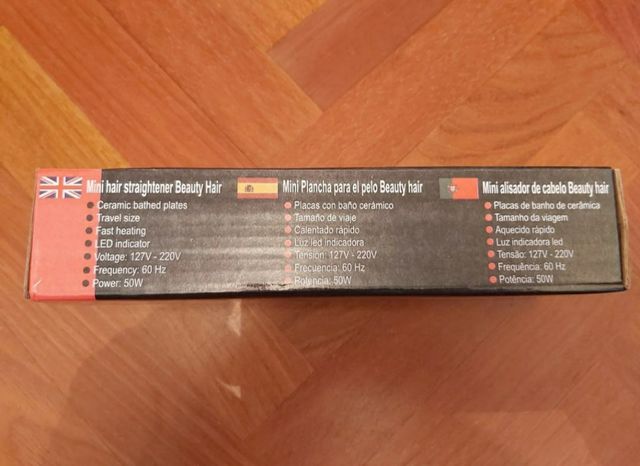 Mini hair straightener Beauty Hair
Ceramic bathed plates
Travel size
Fast heating
LED indicator
Voltage: 127V - 220V
Frequency: 60 Hz
Power: 50W
Mini Plancha para el pelo Beauty hair
Placas con baño cerámico
Tamaño de viaje
Calentado rápido
Luz led indicadora
Tensión: 127V - 220V
Frecuencia: 60 Hz
Potencia: 50W
Mini alisador de cabelo Beauty hair
Placas de banho de cerâmica
Tamanho da viagem
Aquecido rápido
Luz indicadora led
Tensão: 127V - 220V
Frequência: 60 Hz
Potência: 50W